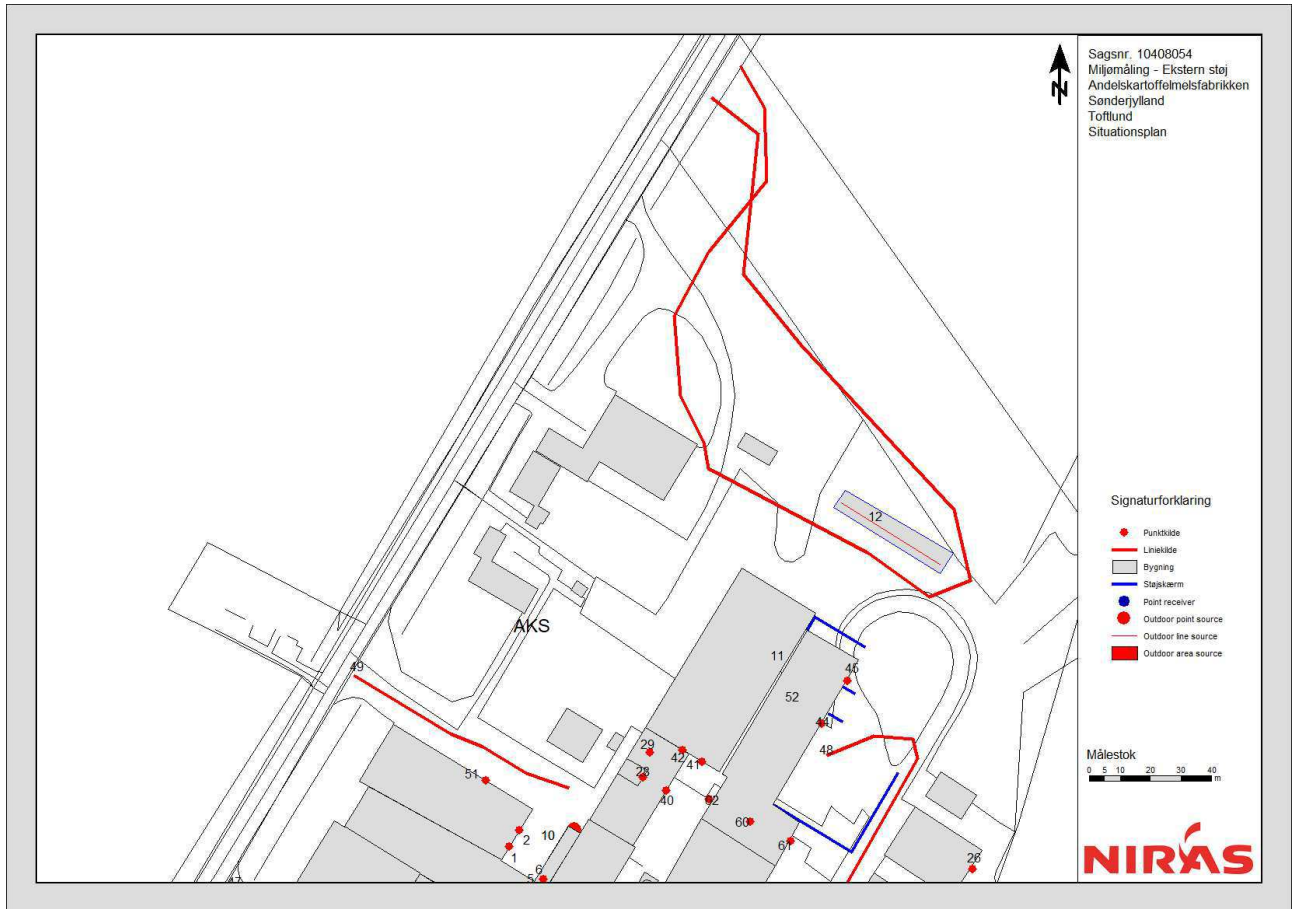 N
Sagsnr. 10408054
Miljømåling - Ekstern støj
Andelskartoffelmelsfabrikken
Sønderjylland
Toftlund
Situationsplan
12
AKS
11
45
49
52
44
48
29
42
41
28
51
40
62
60
61
10
2
1
6
5
26
47
Signaturforklaring
Punktkilde
Liniekilde
Bygning
Støjskærm
Point receiver
Outdoor point source
Outdoor line source
Outdoor area source
Målestok
0 5 10 20 30 40
m
NIRAS